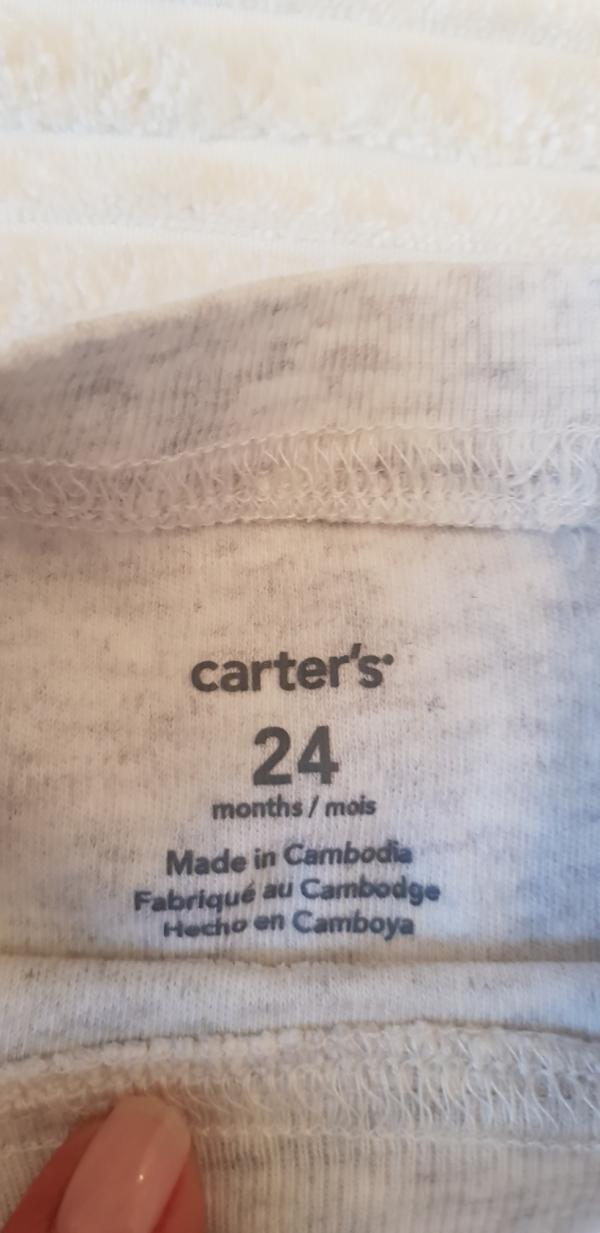 carter's
24
months / mois
Made in Cambodia
Fabriqué au Cambodge
Hecho en Camboya